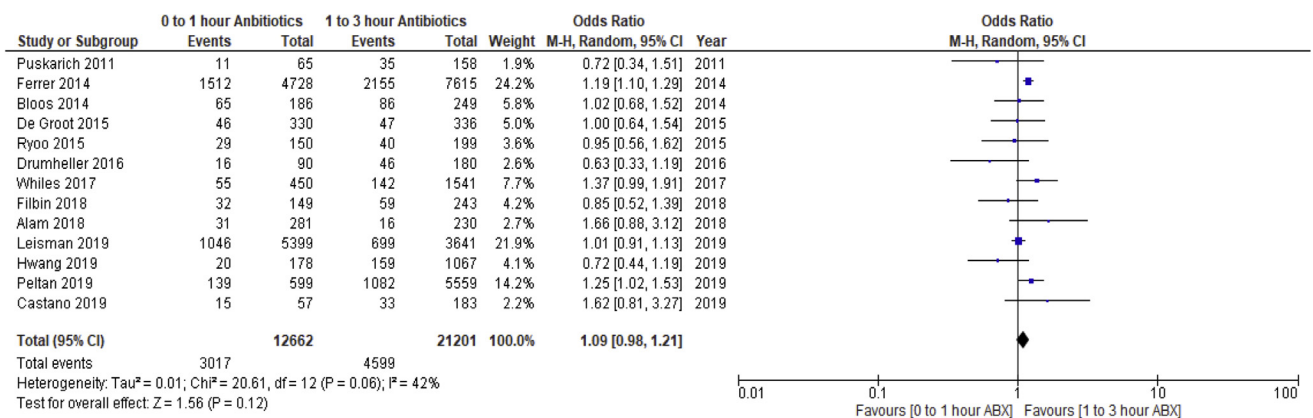 0 to 1 hour Anbitiotics 1 to 3 hour Antibiotics Odds Ratio Odds Ratio
Study or Subgroup Events Total Events Total Weight M-H, Random, 95% CI Year M-H, Random, 95% CI
Puskarich 2011 11 65 35 158 1.9% 0.72 [0.34, 1.51] 2011
Ferrer 2014 1512 4728 2155 7615 24.2% 1.19 [1.10, 1.29] 2014
Bloos 2014 65 186 86 249 5.8% 1.02 [0.68, 1.52] 2014
De Groot 2015 46 330 47 336 5.0% 1.00 [0.64, 1.54] 2015
Ryoo 2015 29 150 40 199 3.6% 0.95 [0.56, 1.62] 2015
Drumheller 2016 16 90 46 180 2.6% 0.63 [0.33, 1.19] 2016
Whiles 2017 55 450 142 1541 7.7% 1.37 [0.99, 1.91] 2017
Filbin 2018 32 149 59 243 4.2% 0.85 [0.52, 1.39] 2018
Alam 2018 31 281 16 230 2.7% 1.66 [0.88, 3.12] 2018
Leisman 2019 1046 5399 699 3641 21.9% 1.01 [0.91, 1.13] 2019
Hwang 2019 20 178 159 1067 4.1% 0.72 [0.44, 1.19] 2019
Peltan 2019 139 599 1082 5559 14.2% 1.25 [1.02, 1.53] 2019
Castano 2019 15 57 33 183 2.2% 1.62 [0.81, 3.27] 2019
Total (95% CI) 12662 21201 100.0% 1.09 [0.98, 1.21]
Total events 3017 4599
Heterogeneity: Tau² = 0.01; Chi² = 20.61, df = 12 (P = 0.06); I² = 42%
Test for overall effect: Z = 1.56 (P = 0.12)
0.01 0.1 1 10 100
Favours [0 to 1 hour ABX] Favours [1 to 3 hour ABX]